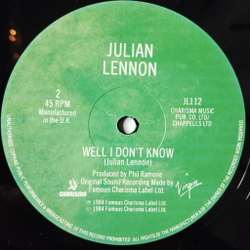 JULIAN
LENNON
2
45 RPM
Manufactured
in the U.K.
JL112
CHARISMA MUSIC
PUB. CO. LTD/
CHAPPELLS LTD
WELL I DON'T KNOW
(Julian Lennon)
Produced by Phil Ramone
Original Sound Recording Made by
Famous Charisma Label Ltd.
Virgin
℗ 1984 Famous Charisma Label Ltd.
© 1984 Famous Charisma Label Ltd.